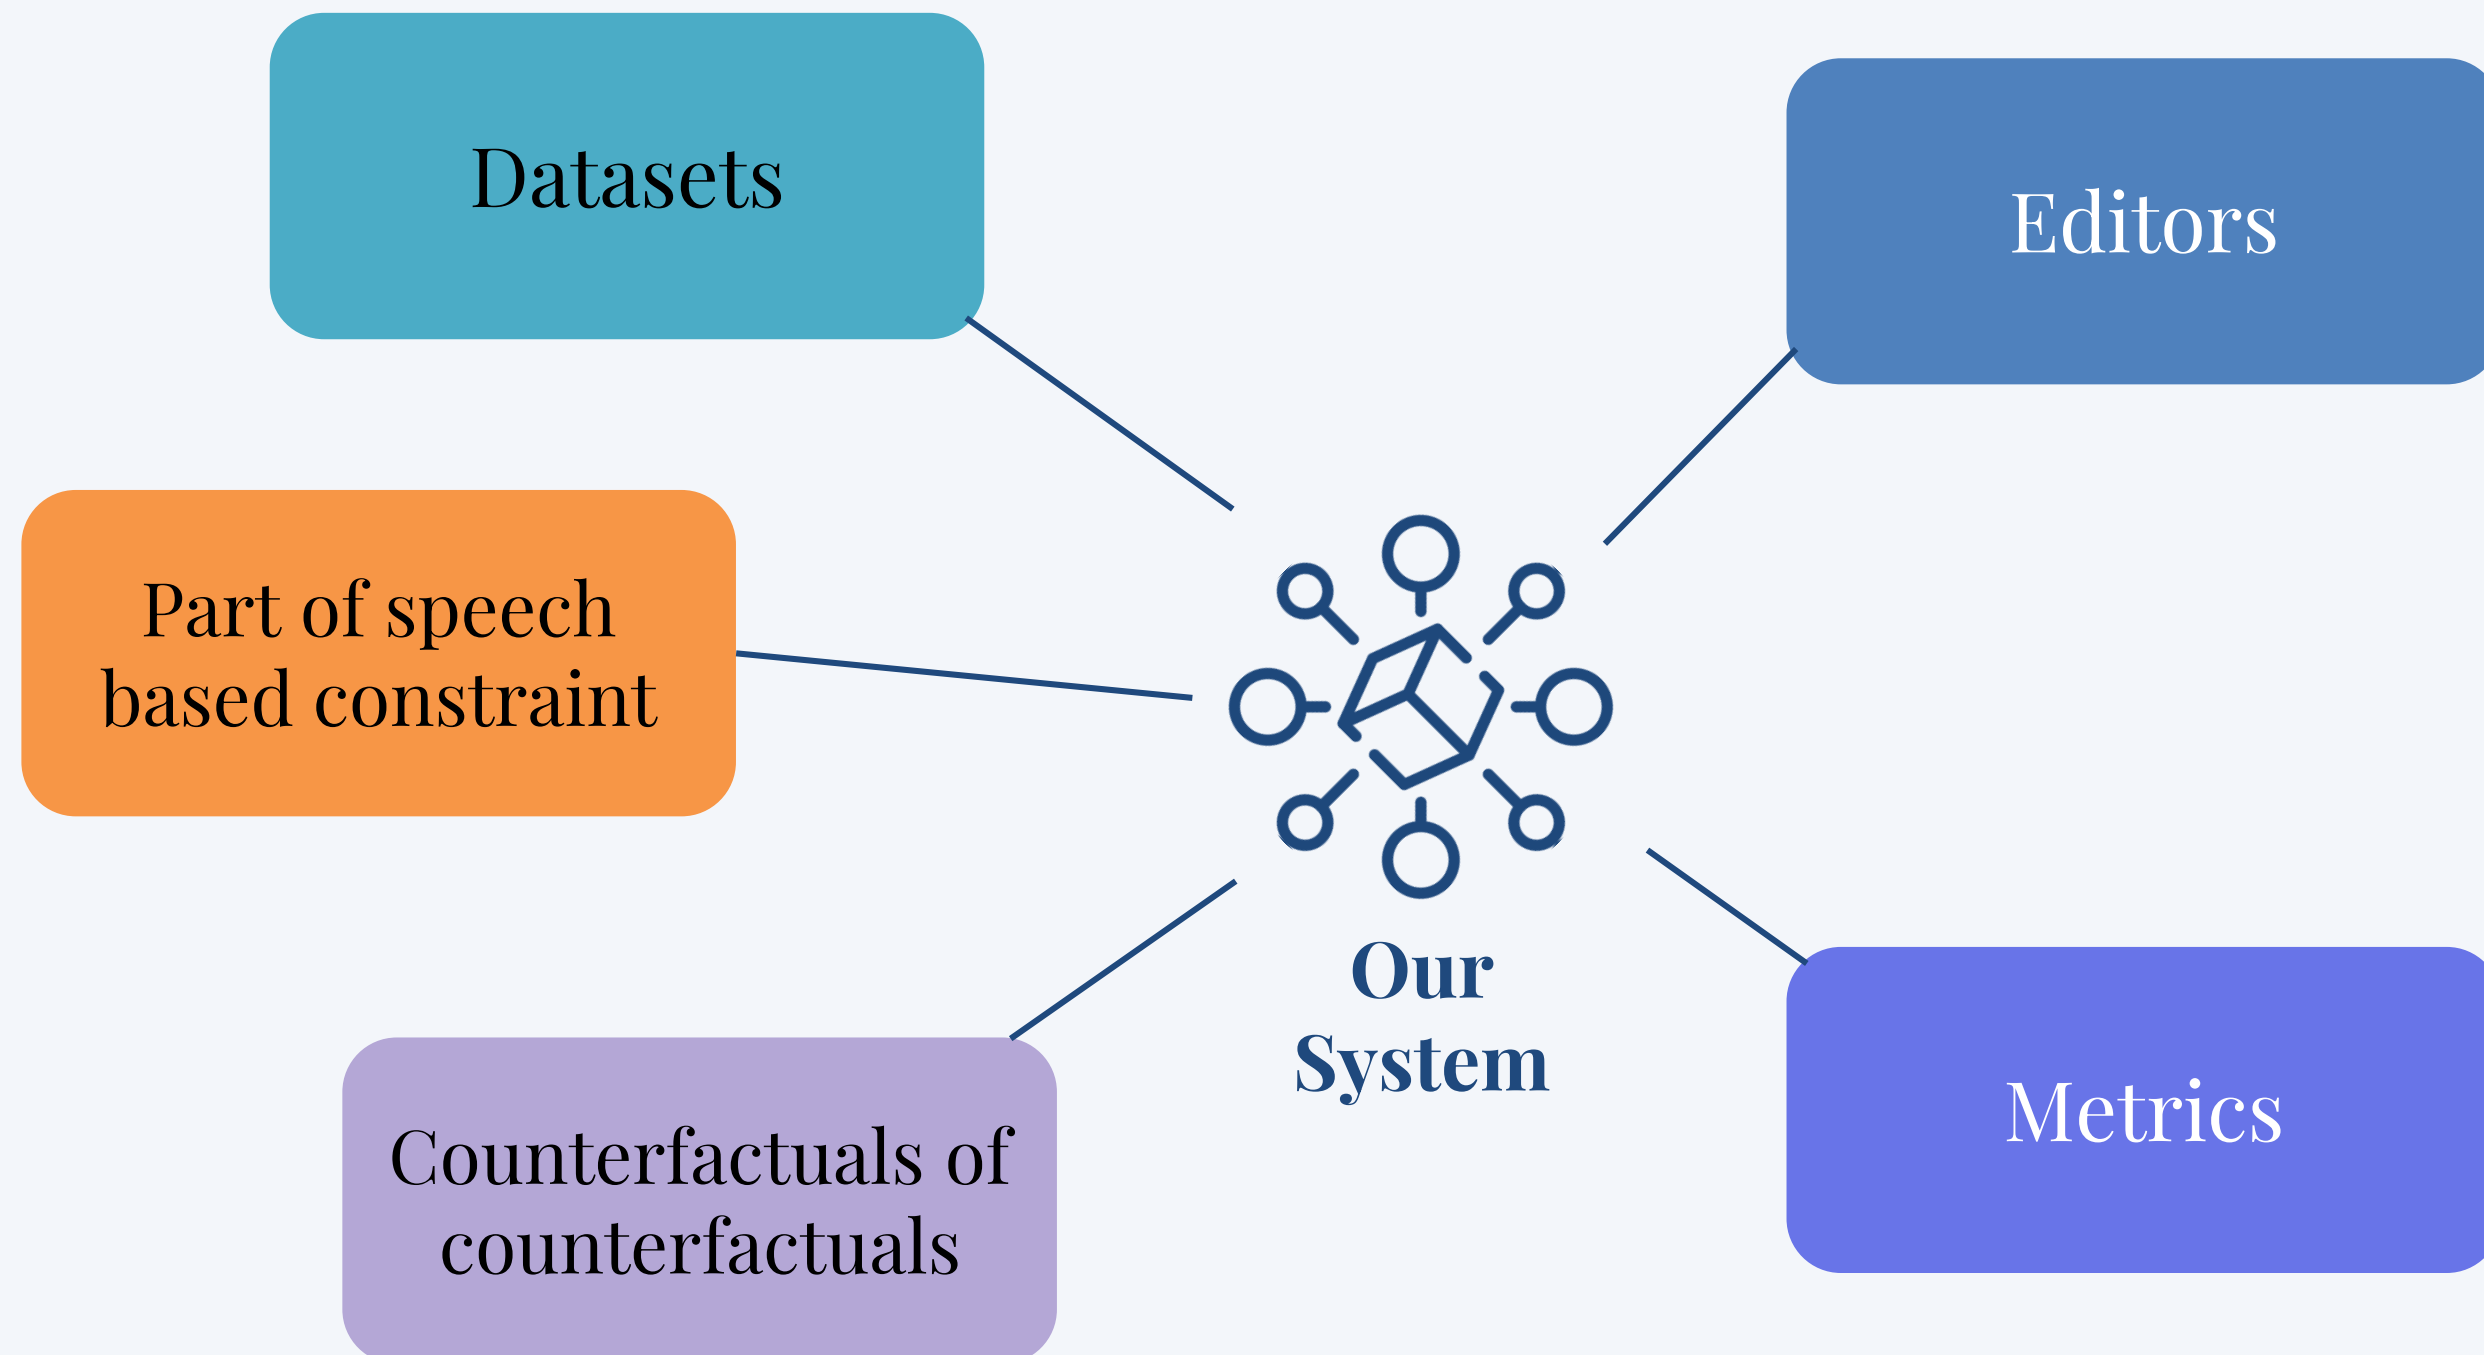 Datasets
Editors
Part of speech
based constraint
Our
System
Counterfactuals of
counterfactuals
Metrics